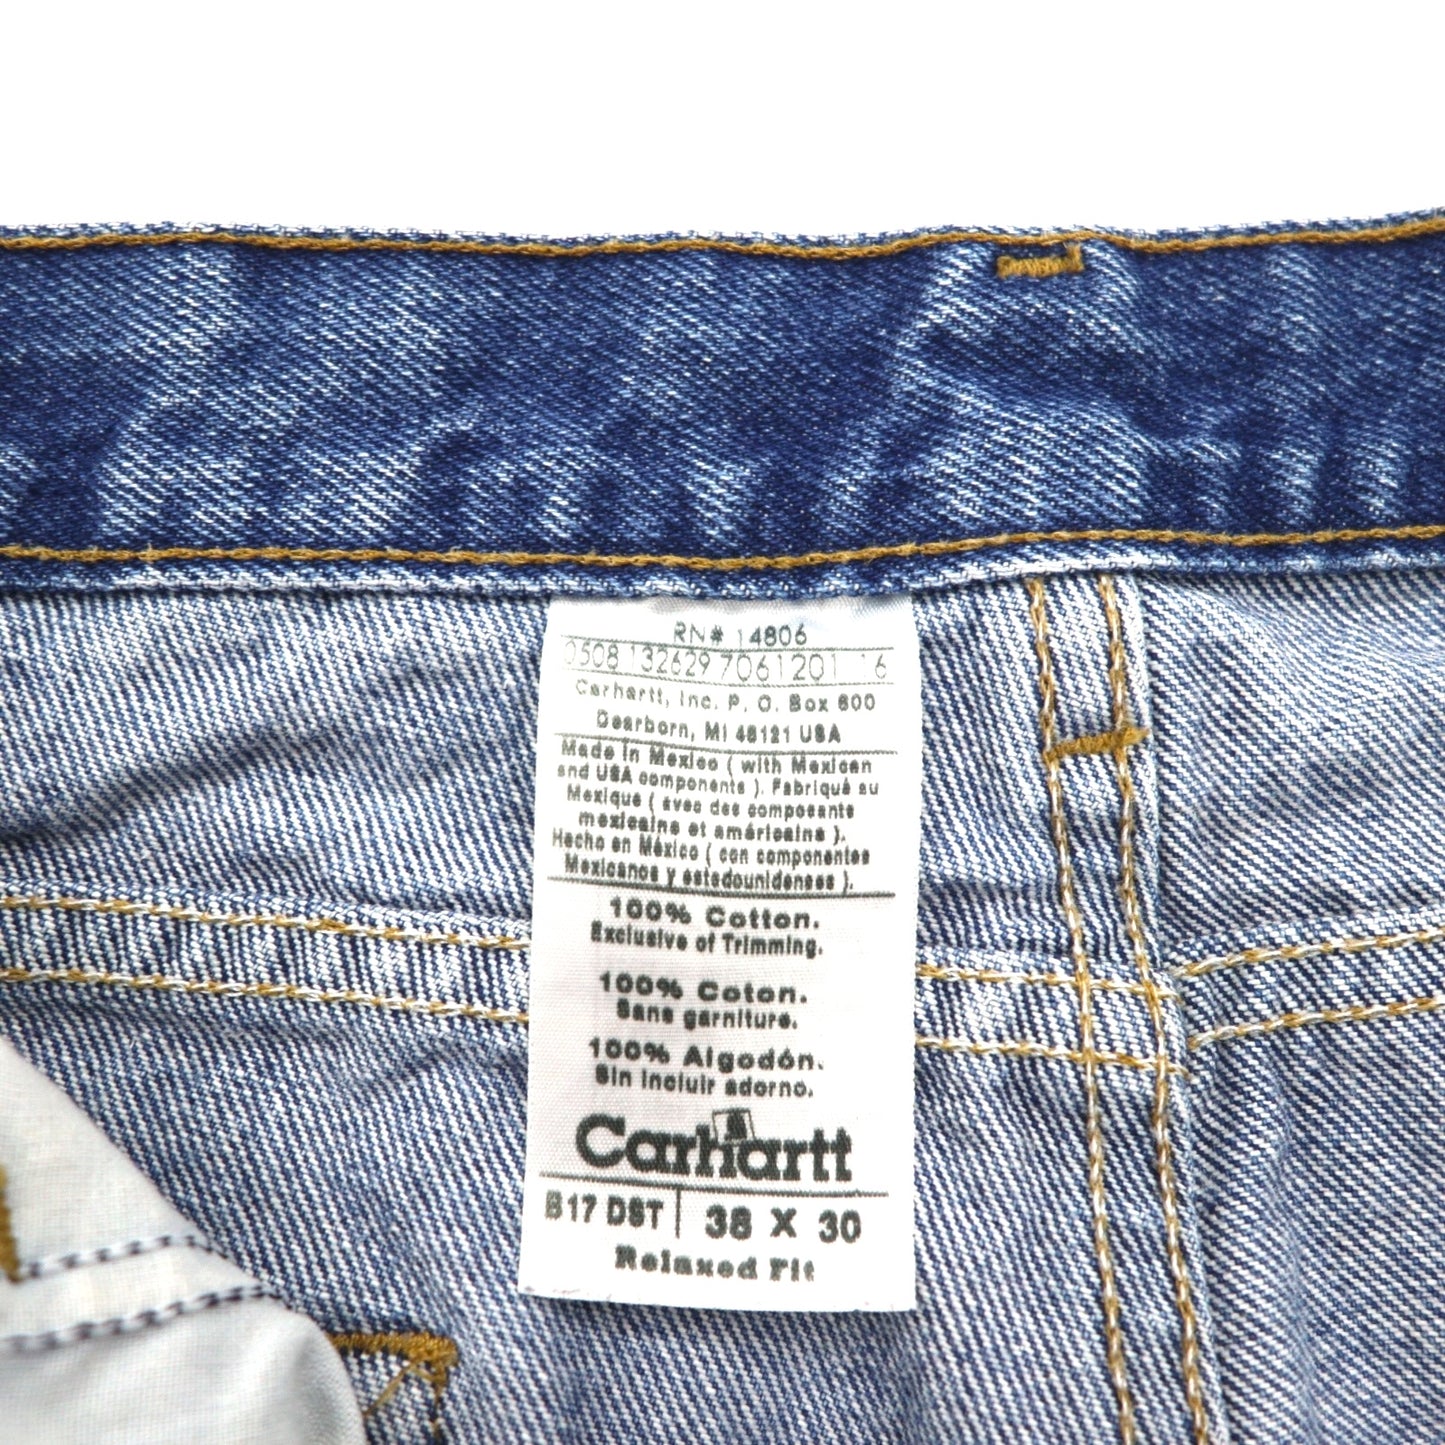 RN# 14806
0508 132629 7061201 16
Carhartt, Inc. P. O. Box 600
Dearborn, MI 48121 USA
Made in Mexico ( with Mexican
and USA components ). Fabriqué au
Mexique ( avec des composants
mexicains et américains ).
Hecho en México ( con componentes
Mexicanos y estadounidenses ).
100% Cotton.
Exclusive of Trimming.
100% Coton.
Sans garniture.
100% Algodón.
Sin incluir adorno.
Carhartt
B17 DST | 38 X 30
Relaxed Fit